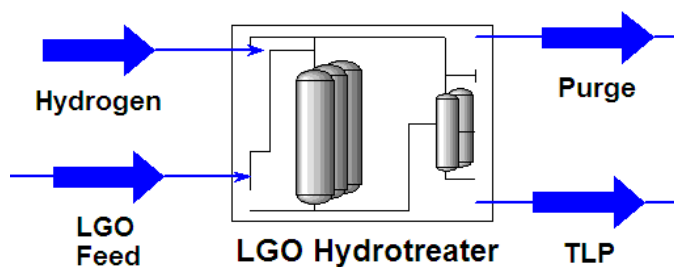 Hydrogen
Purge
LGO
Feed
LGO Hydrotreater
TLP